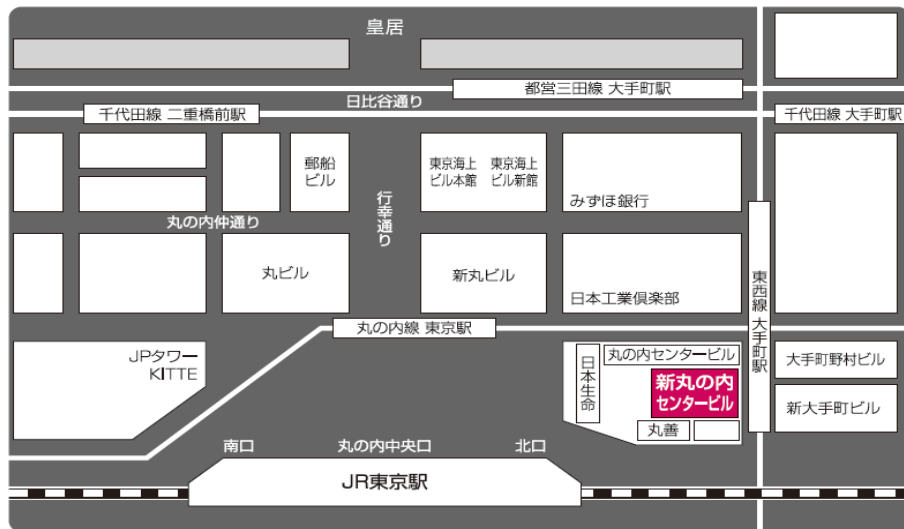 皇居
都営三田線 大手町駅
日比谷通り
千代田線 二重橋前駅
千代田線 大手町駅
郵船
ビル
東京海上
ビル本館
東京海上
ビル新館
みずほ銀行
行幸通り
丸の内仲通り
丸ビル
新丸ビル
日本工業倶楽部
東西線 大手町駅
丸の内線 東京駅
JPタワー
KITTE
日本生命
丸の内センタービル
新丸の内
センタービル
丸善
大手町野村ビル
新大手町ビル
南口
丸の内中央口
北口
JR東京駅